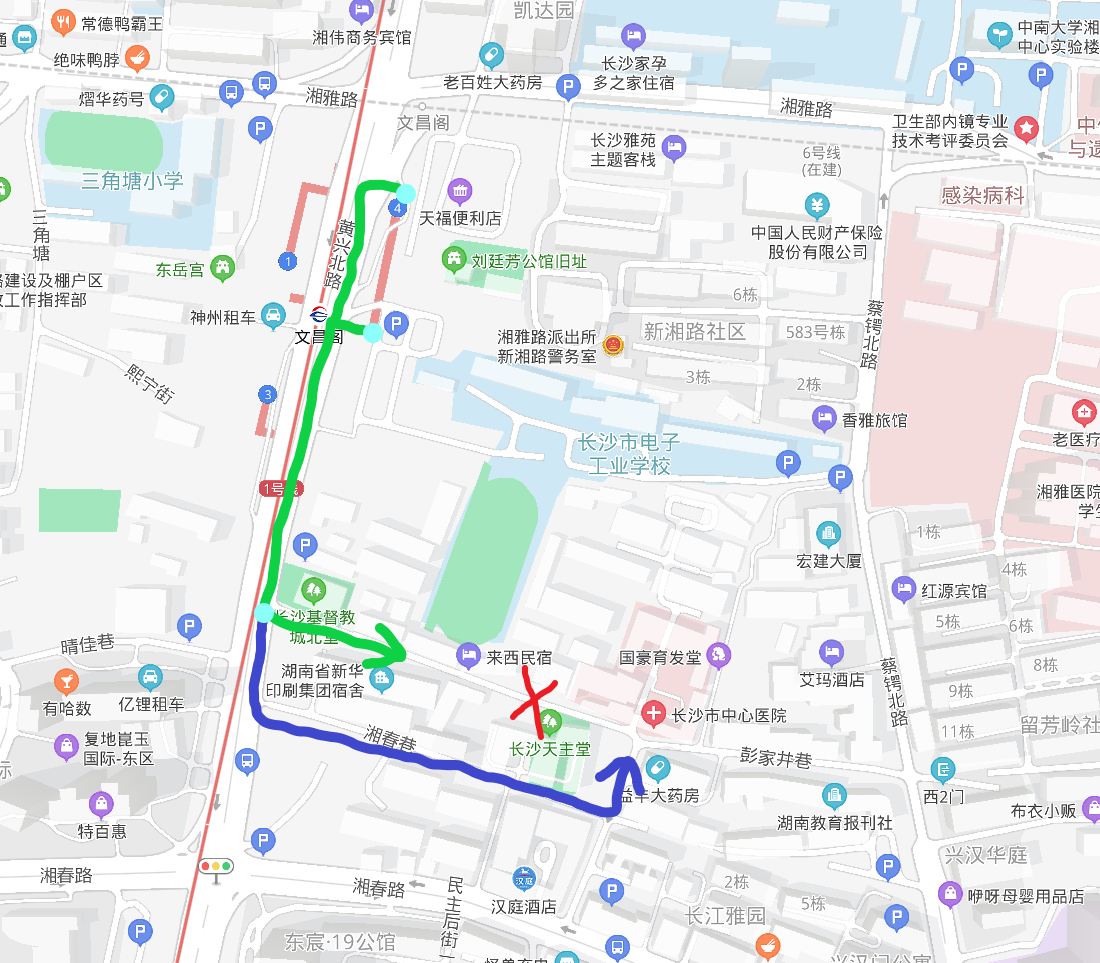 凯达园
常德鸭霸王
湘伟商务宾馆
中南大学湘
中心实验楼
通
绝味鸭脖
老百姓大药房
长沙家孕
多之家住宿
P
P
P
熠华药号
湘雅路
湘雅路
文昌阁
P
卫生部内镜专业
技术考评委员会
长沙雅苑
主题客栈
6号线
(在建)
三角塘小学
感染病科
4
天福便利店
三角塘
黄兴北路
中国人民财产保险
股份有限公司
1
东岳宫
刘廷芳公馆旧址
6栋
神州租车
文昌阁
P
湘雅路派出所
新湘路警务室
新湘路社区
583号栋
蔡锷北路
熙宁街
3栋
2栋
3
香雅旅馆
老医疗
长沙市电子
工业学校
P
P
1号线
湘雅医院
1栋
宏建大厦
P
4栋
红源宾馆
长沙基督教
城北堂
5栋
6栋
P
晴佳巷
来西民宿
国豪育发堂
艾玛酒店
8栋
湖南省新华
印刷集团宿舍
蔡锷北路
9栋
有哈数
亿锂租车
长沙市中心医院
11栋
留芳岭社
复地崑玉
国际-东区
湘春巷
长沙天主堂
彭家井巷
西2门
益丰大药房
特百惠
湖南教育报刊社
布衣小贩
P
兴汉华庭
湘春路
湘春路
汉庭
汉庭酒店
民主后街
P
2栋
P
咿呀母婴用品店
5栋
长江雅园
P
P
东宸·19公馆